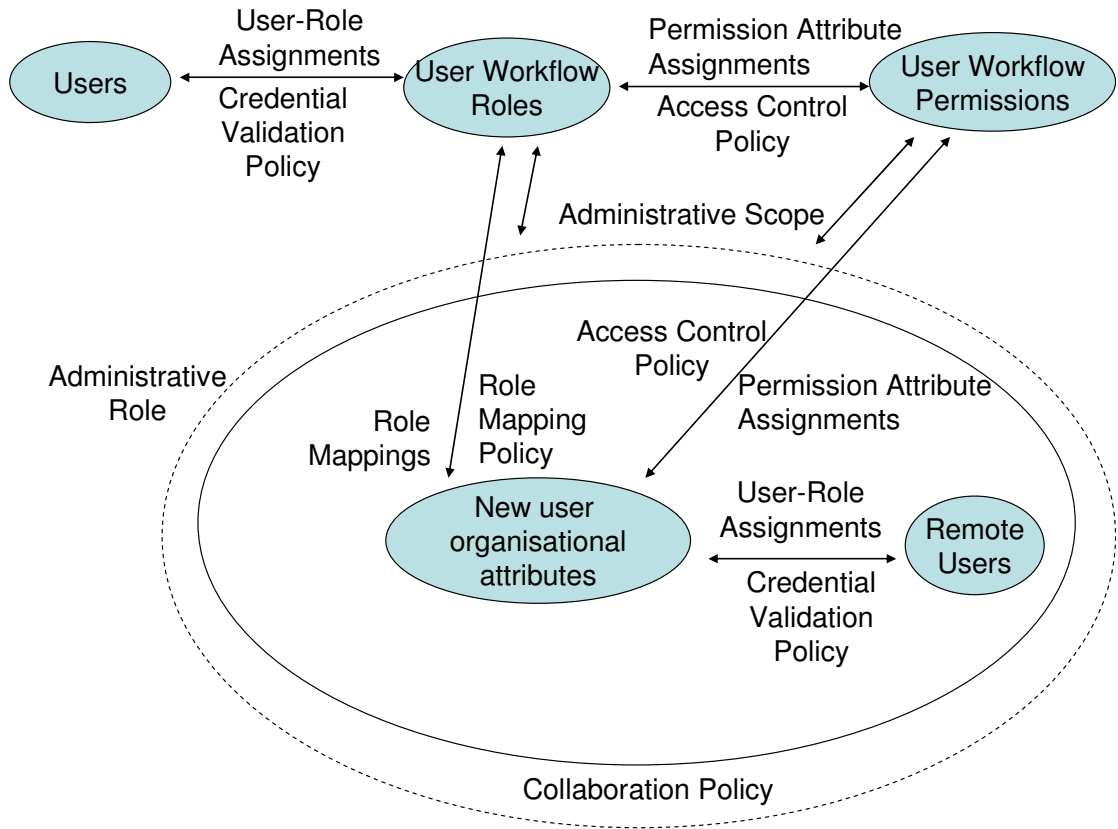 User-Role
Assignments
Permission Attribute
Assignments
Users
User Workflow
Roles
User Workflow
Permissions
Credential
Validation
Policy
Access Control
Policy
Administrative Scope
Access Control
Policy
Administrative
Role
Permission Attribute
Assignments
Role
Mappings
Role
Mapping
Policy
New user
organisational
attributes
User-Role
Assignments
Remote
Users
Credential
Validation
Policy
Collaboration Policy